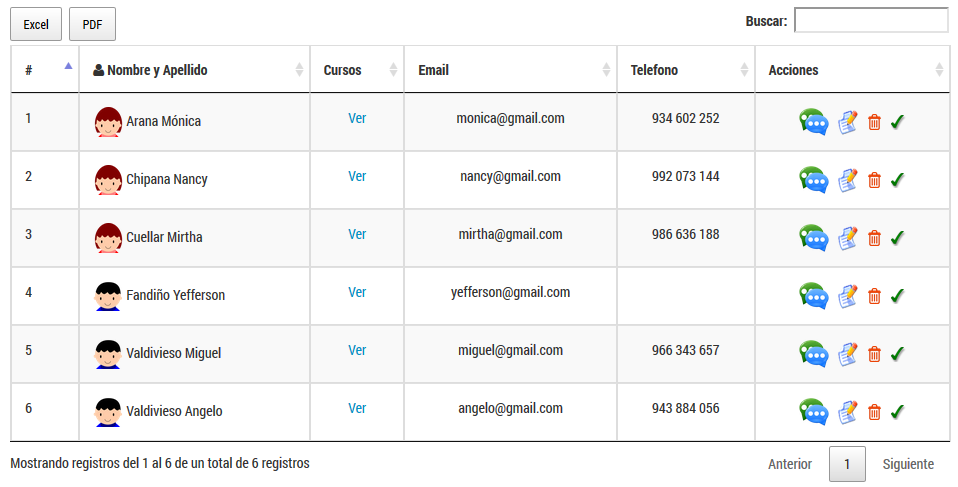 Excel PDF Buscar:
# Nombre y Apellido Cursos Email Telefono Acciones
1 Arana Mónica Ver monica@gmail.com 934 602 252
2 Chipana Nancy Ver nancy@gmail.com 992 073 144
3 Cuellar Mirtha Ver mirtha@gmail.com 986 636 188
4 Fandiño Yefferson Ver yefferson@gmail.com
5 Valdivieso Miguel Ver miguel@gmail.com 966 343 657
6 Valdivieso Angelo Ver angelo@gmail.com 943 884 056
Mostrando registros del 1 al 6 de un total de 6 registros Anterior 1 Siguiente